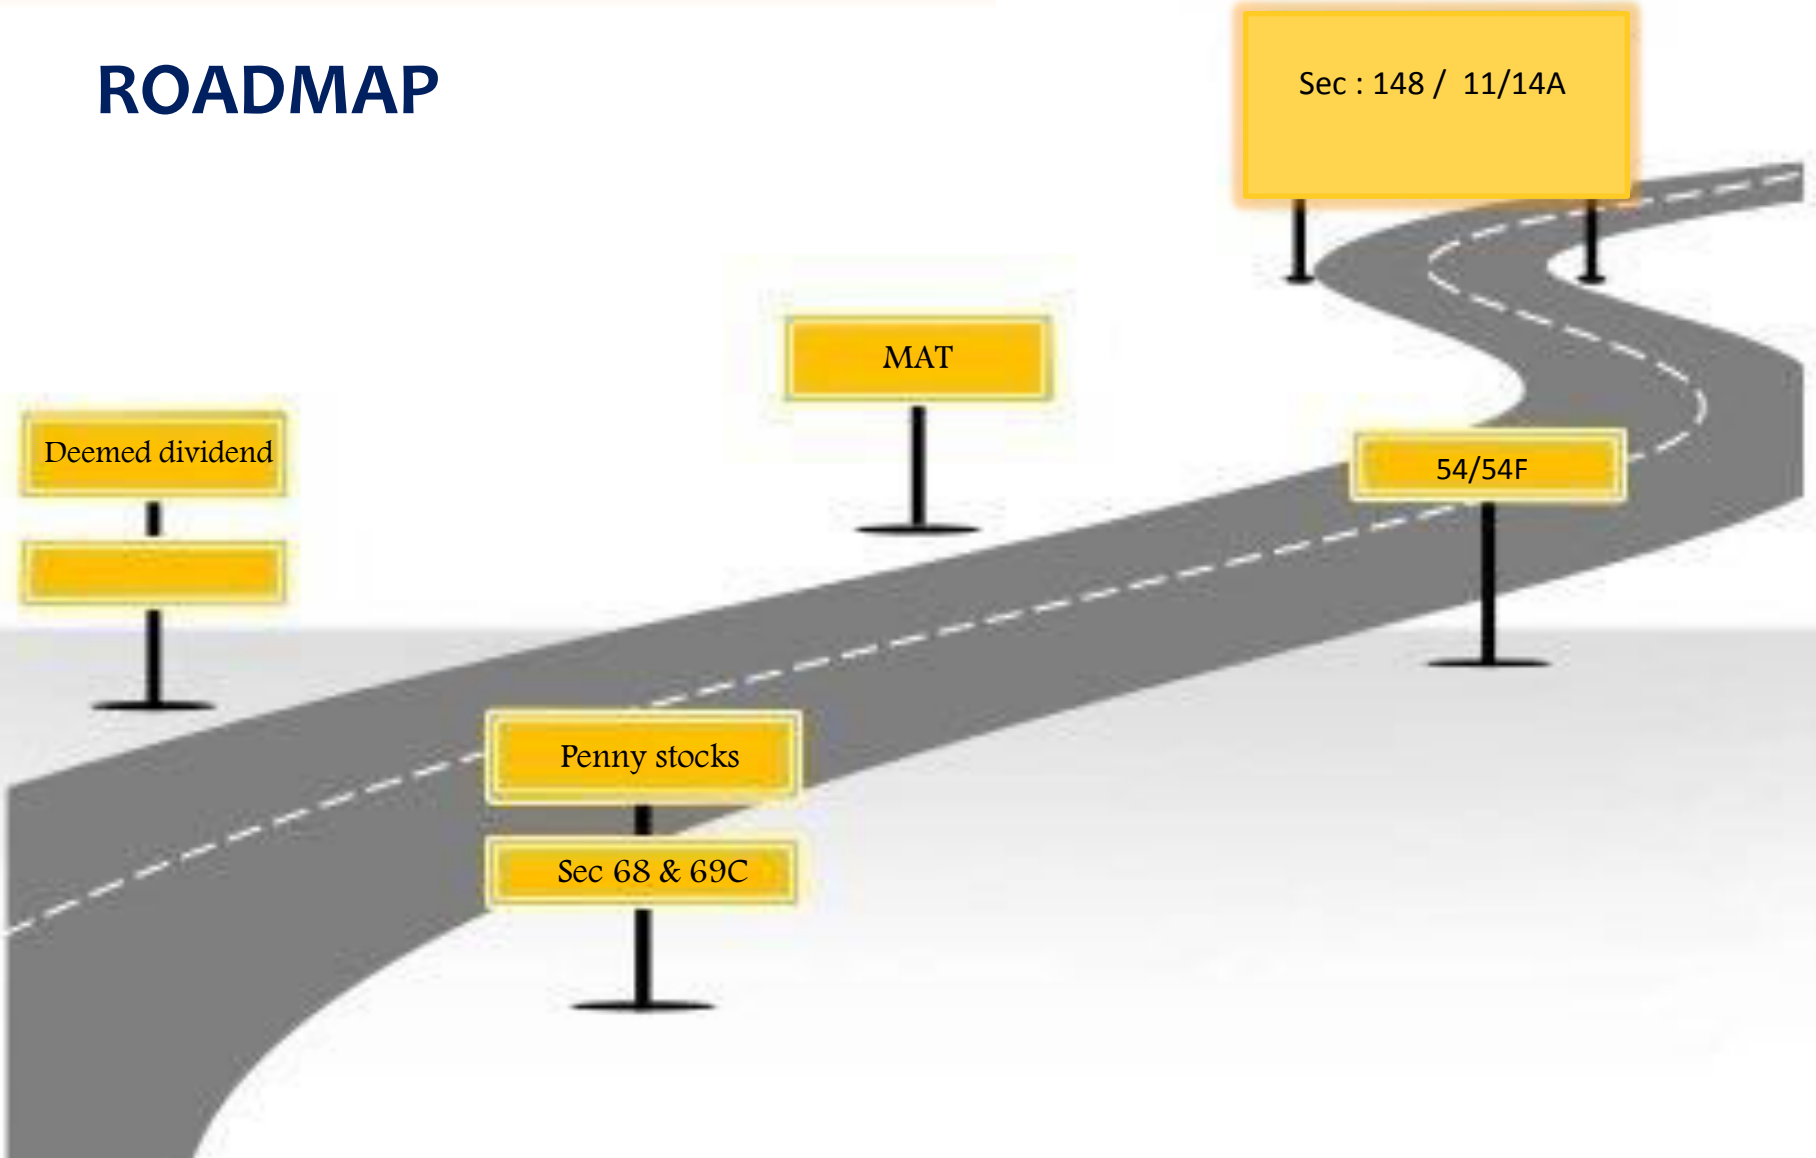 ROADMAP
Sec : 148 /  11/14A
MAT
Deemed dividend
54/54F
Penny stocks
Sec 68 & 69C